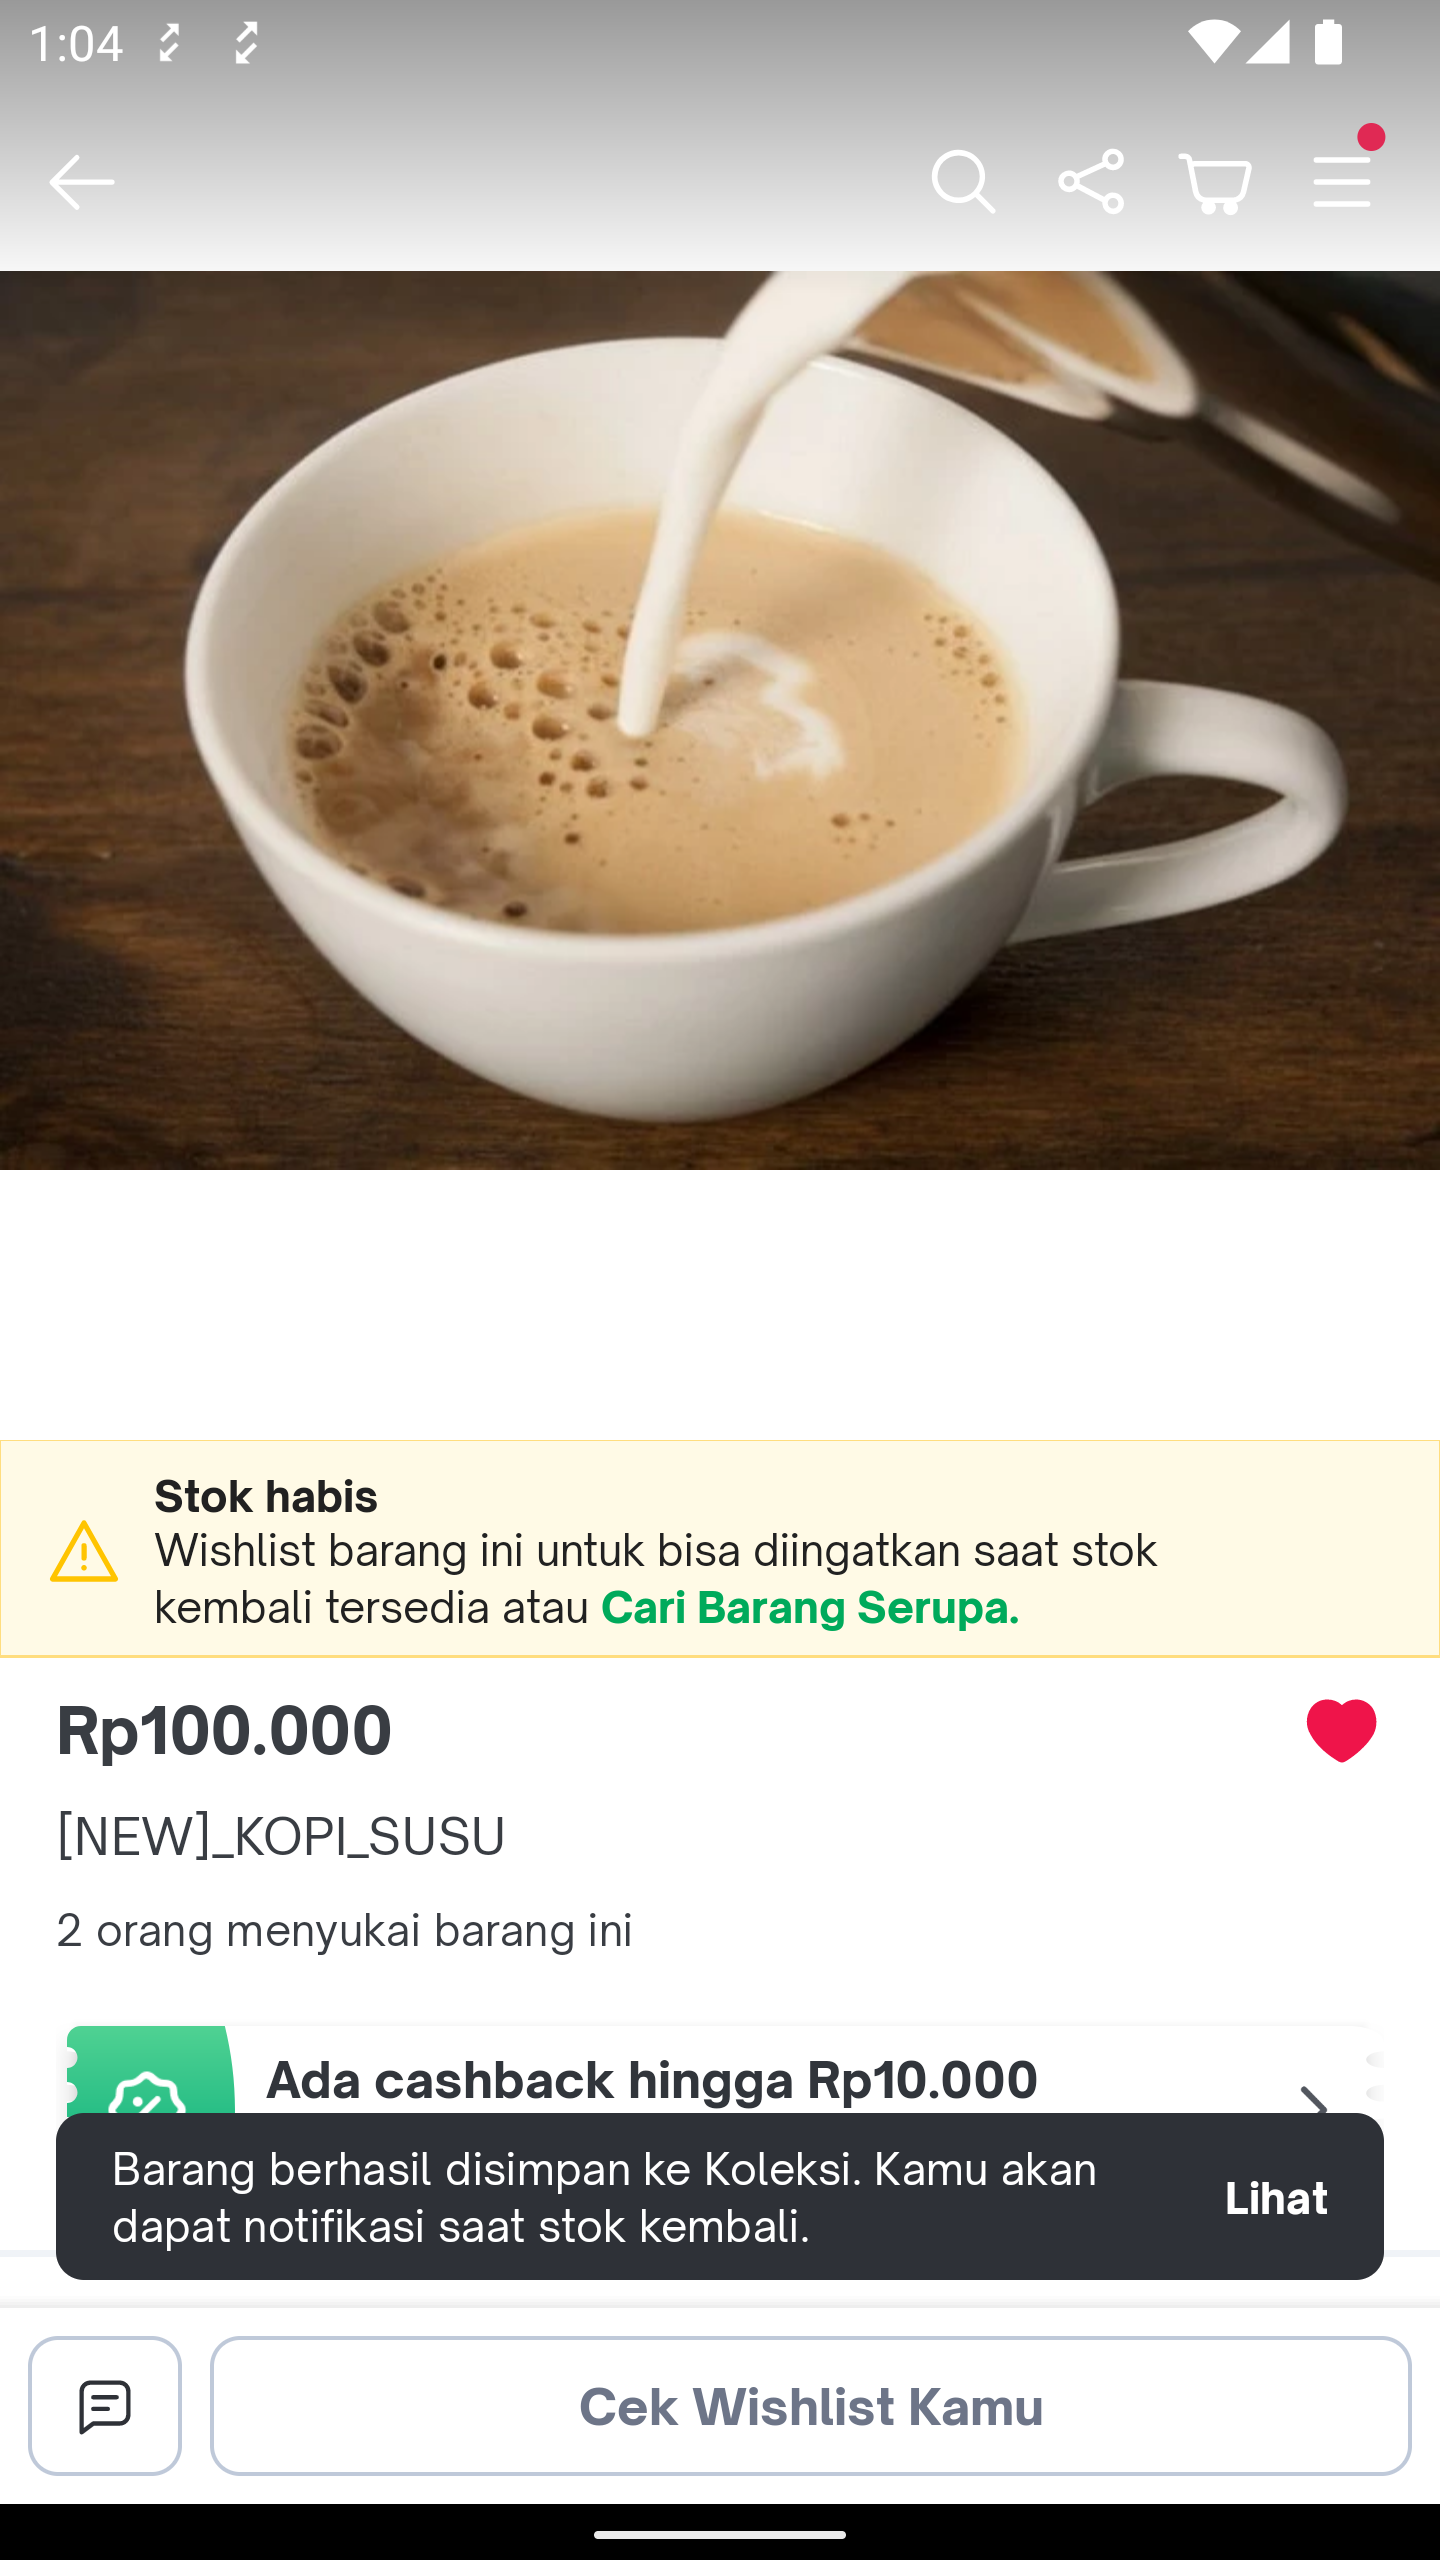 1:04
Stok habis
Wishlist barang ini untuk bisa diingatkan saat stok
kembali tersedia atau Cari Barang Serupa.
Rp100.000
[NEW]_KOPI_SUSU
2 orang menyukai barang ini
Ada cashback hingga Rp10.000
Barang berhasil disimpan ke Koleksi. Kamu akan
dapat notifikasi saat stok kembali.
Lihat
Cek Wishlist Kamu